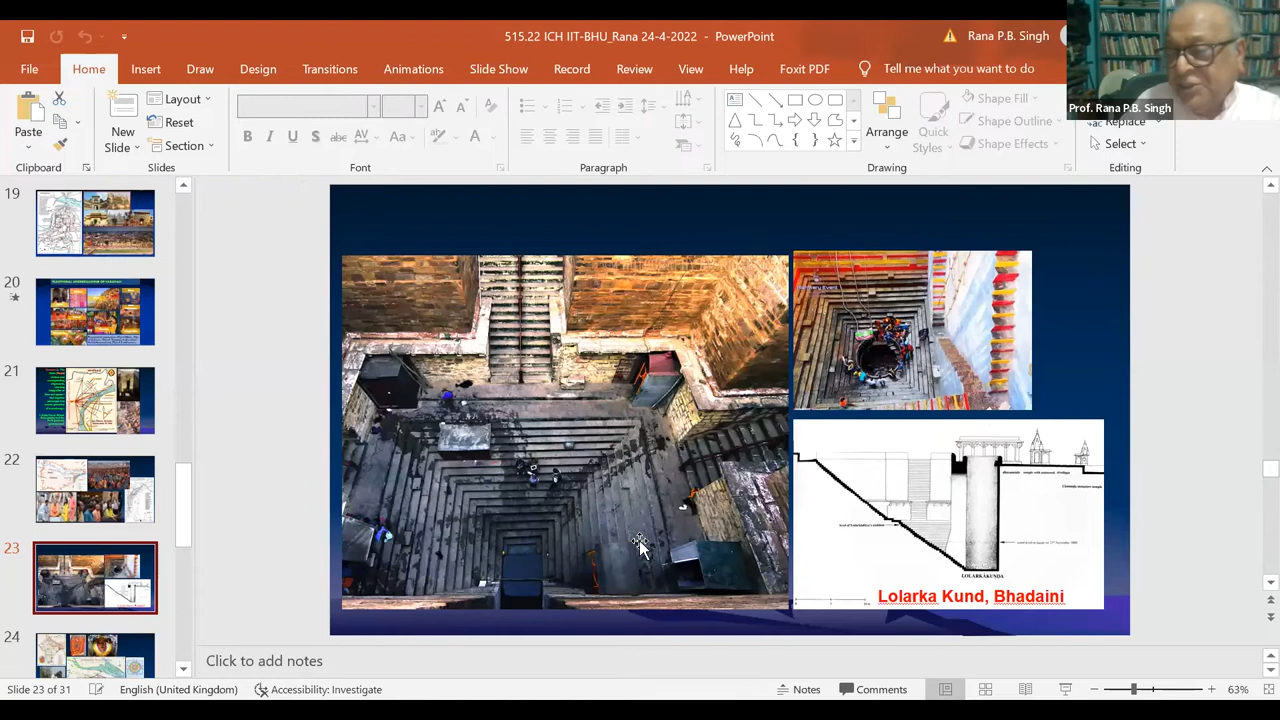 515.22 ICH IIT-BHU_Rana 24-4-2022 - PowerPoint
Rana P.B. Singh
File Home Insert Draw Design Transitions Animations Slide Show Record Review View Help Foxit PDF Tell me what you want to do
Prof. Rana P.B. Singh
Paste
New
Slide
Layout
Reset
Section
B I U S abc AV Aa A
Arrange
Quick
Styles
Shape Fill
Shape Outline
Shape Effects
Replace
Select
Clipboard Slides Font Paragraph Drawing Editing
19
20
21
22
23
24
LOLARKAKUNDA
Lolarka Kund, Bhadaini
Click to add notes
Slide 23 of 31 English (United Kingdom) Accessibility: Investigate Notes Comments 63%